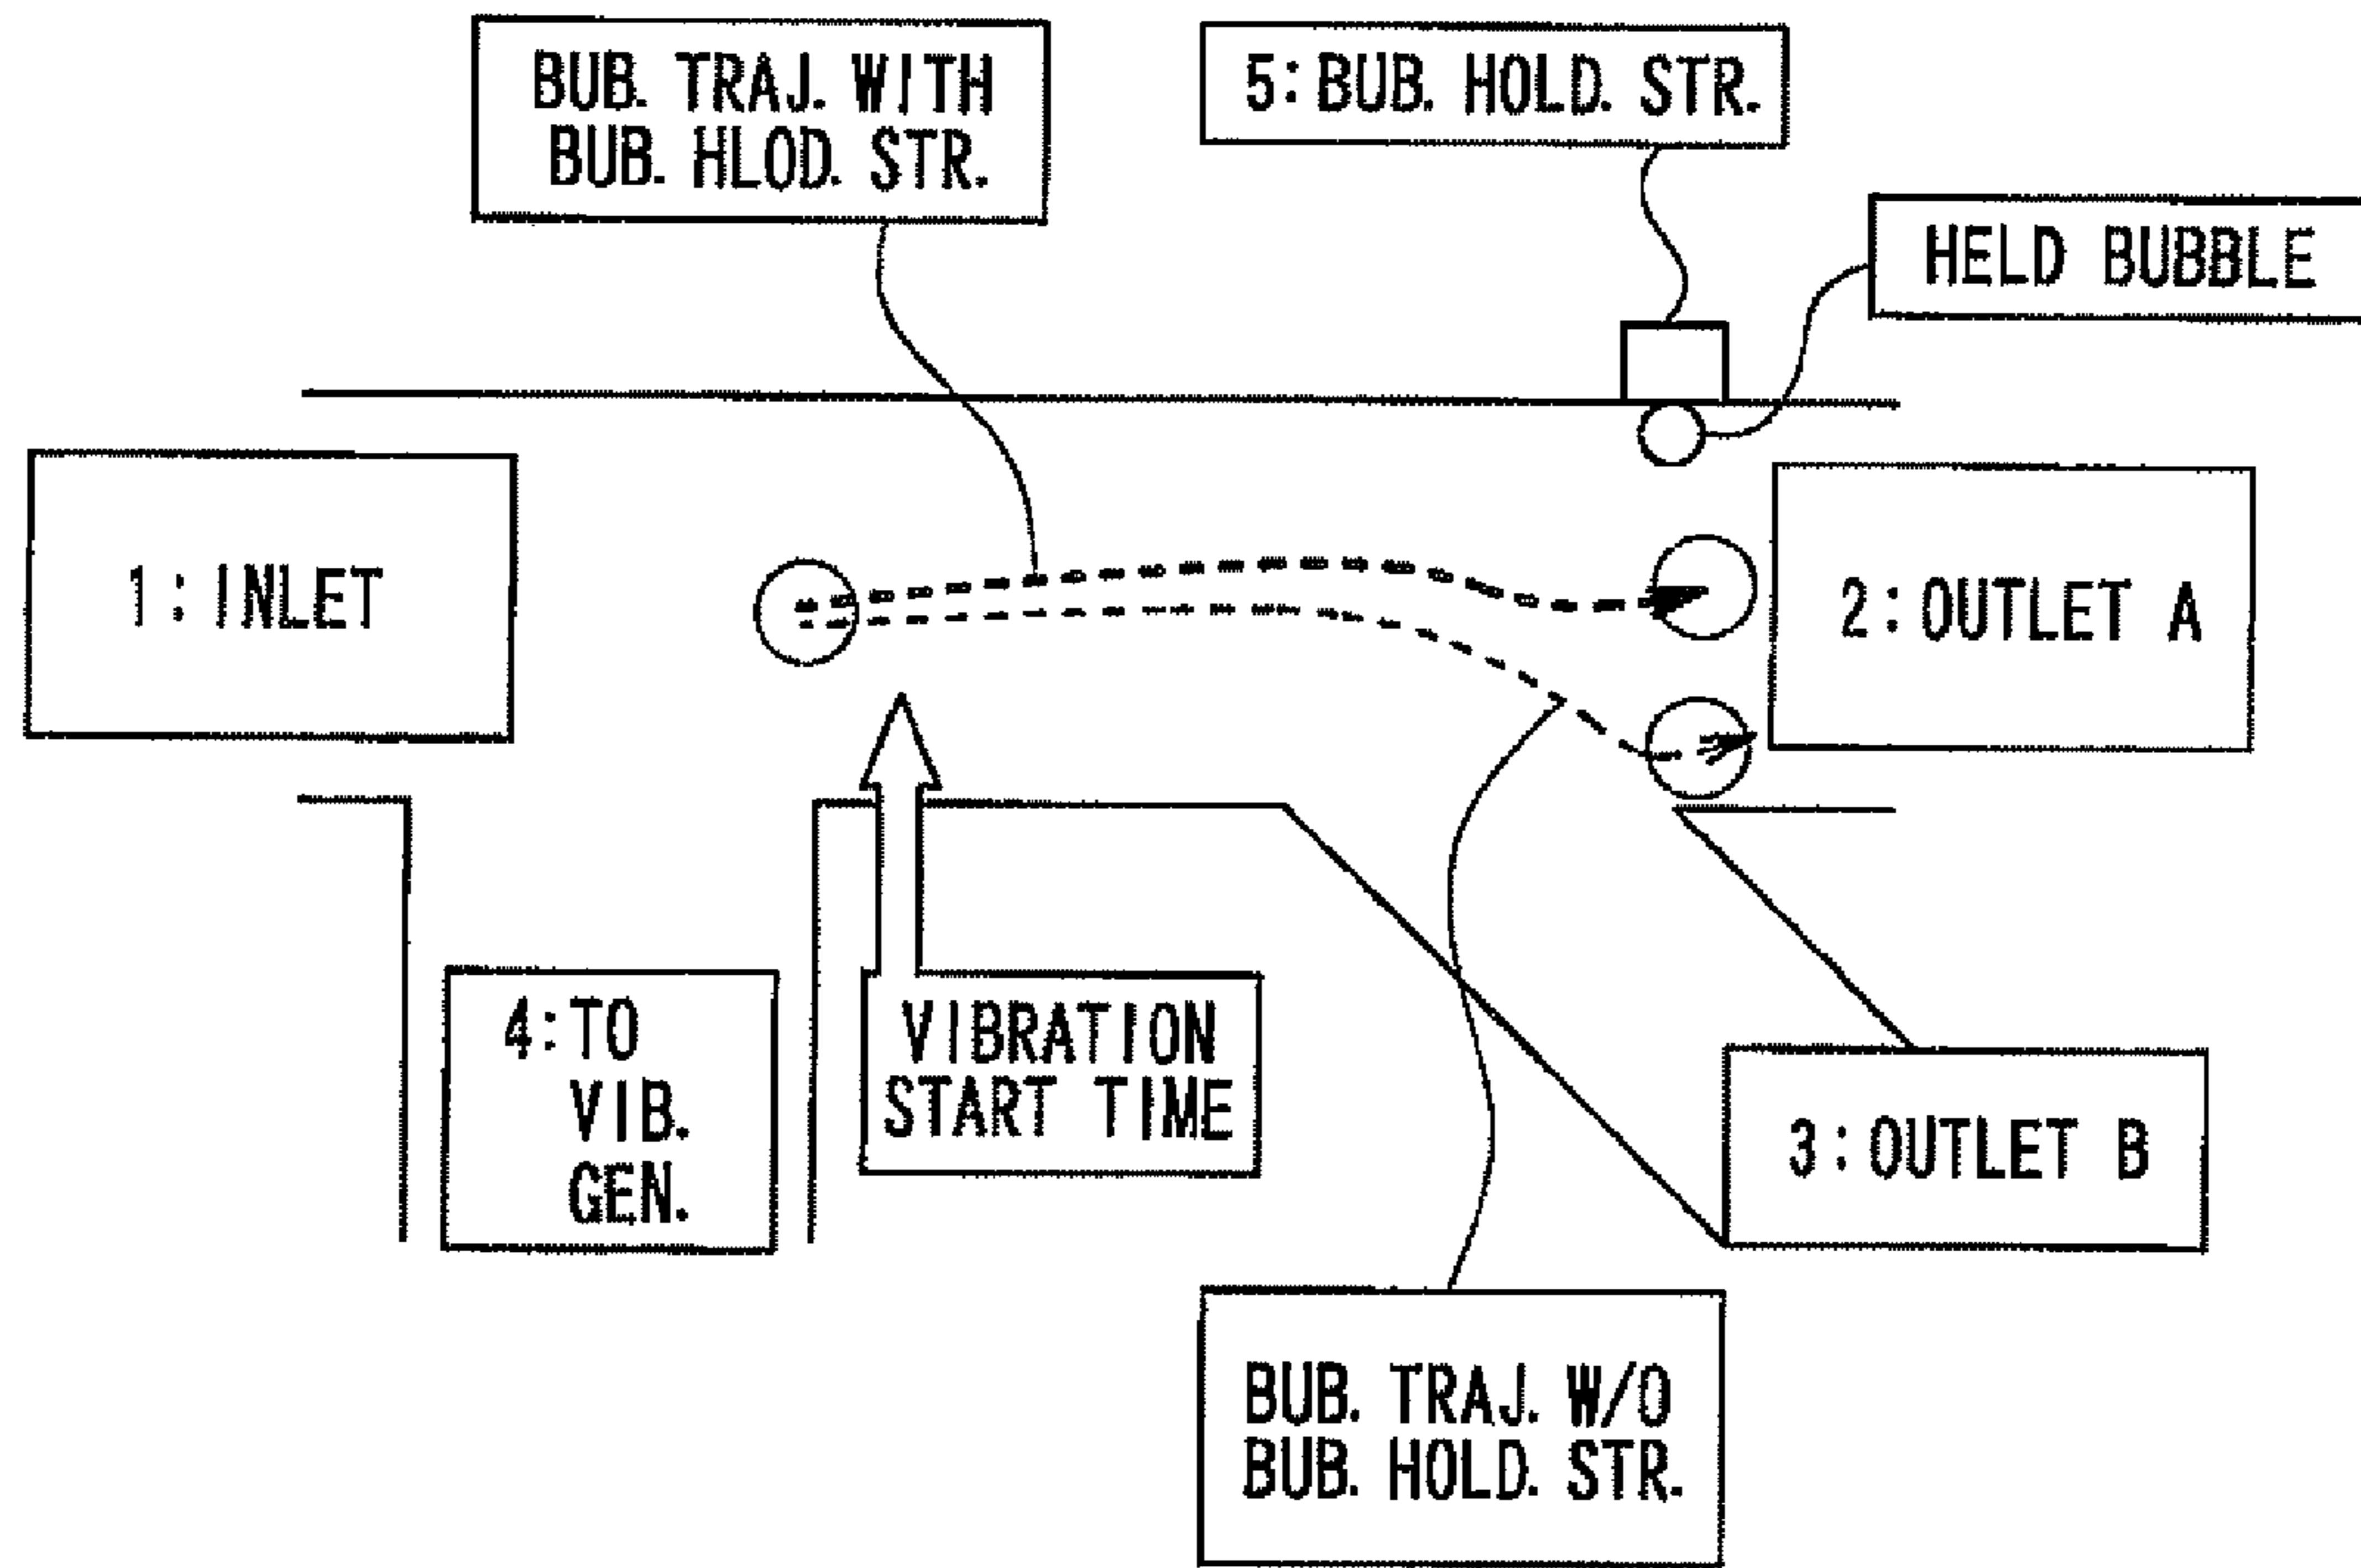 BUB. TRAJ. WITH
BUB. HLOD. STR.
5:BUB. HOLD. STR.
HELD BUBBLE
1:INLET
2:OUTLET A
4:TO
VIB.
GEN.
VIBRATION
START TIME
3:OUTLET B
BUB. TRAJ. W/O
BUB. HOLD. STR.